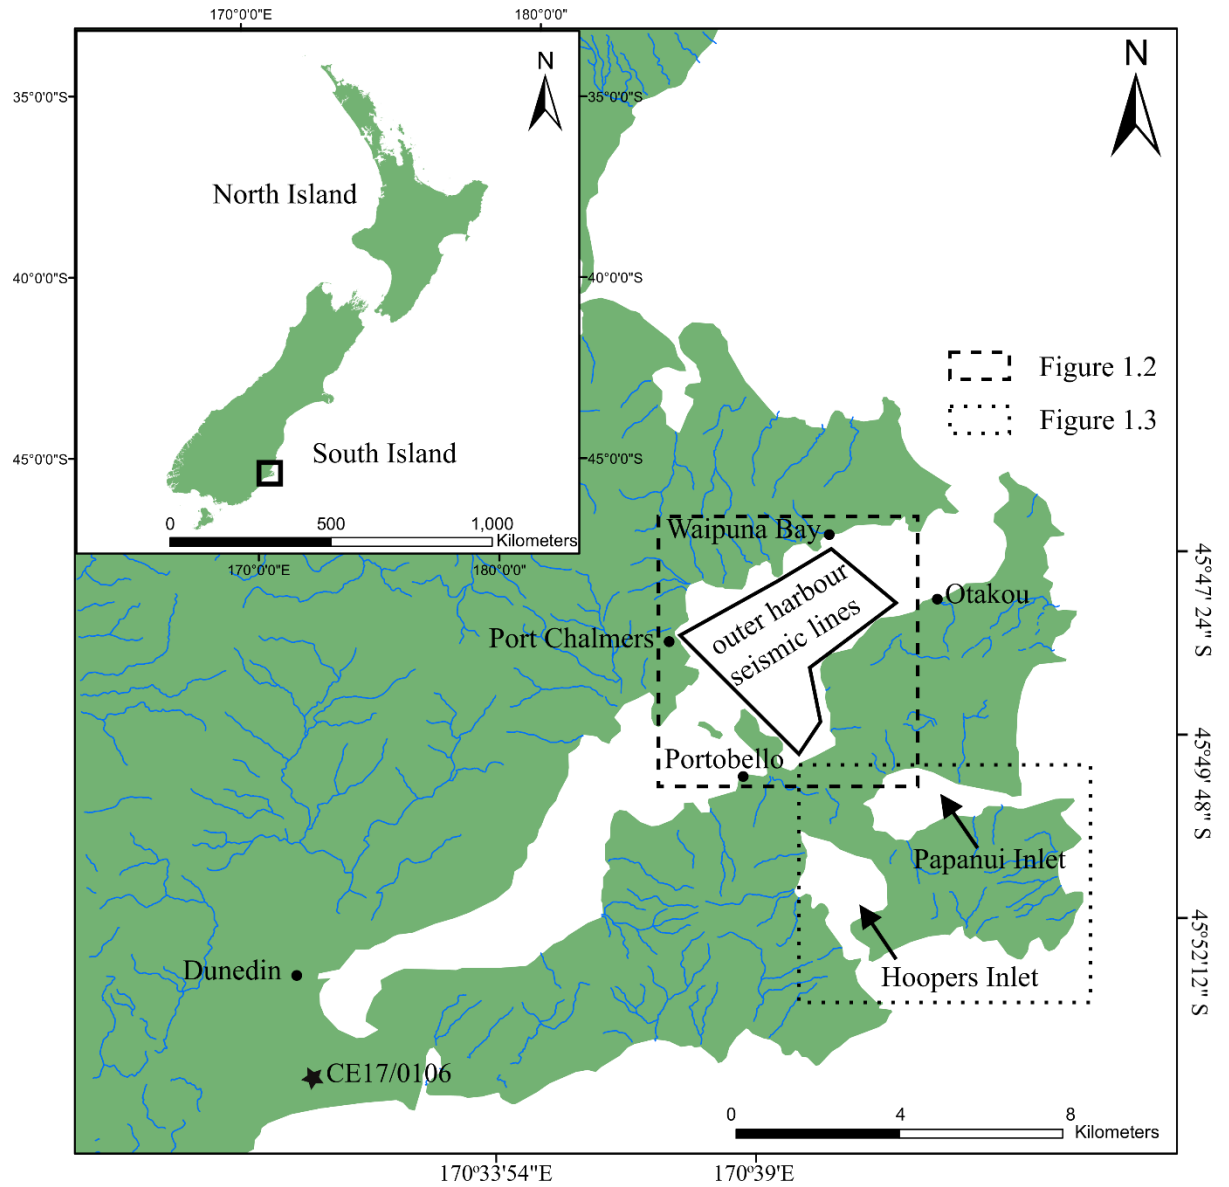 170°0'0"E
180°0'0"
N
N
35°0'0"S
35°0'0"S
North Island
40°0'0"S
40°0'0"S
Figure 1.2
Figure 1.3
45°0'0"S
South Island
45°0'0"S
0
500
1,000
Kilometers
170°0'0"E
180°0'0"E
Waipuna Bay
45°47' 24" S
outer harbour
seismic lines
Otakou
Port Chalmers
Portobello
45°49' 48" S
Papanui Inlet
45°52'12" S
Dunedin
Hoopers Inlet
CE17/0106
0
4
8
Kilometers
170°33'54"E
170°39'E